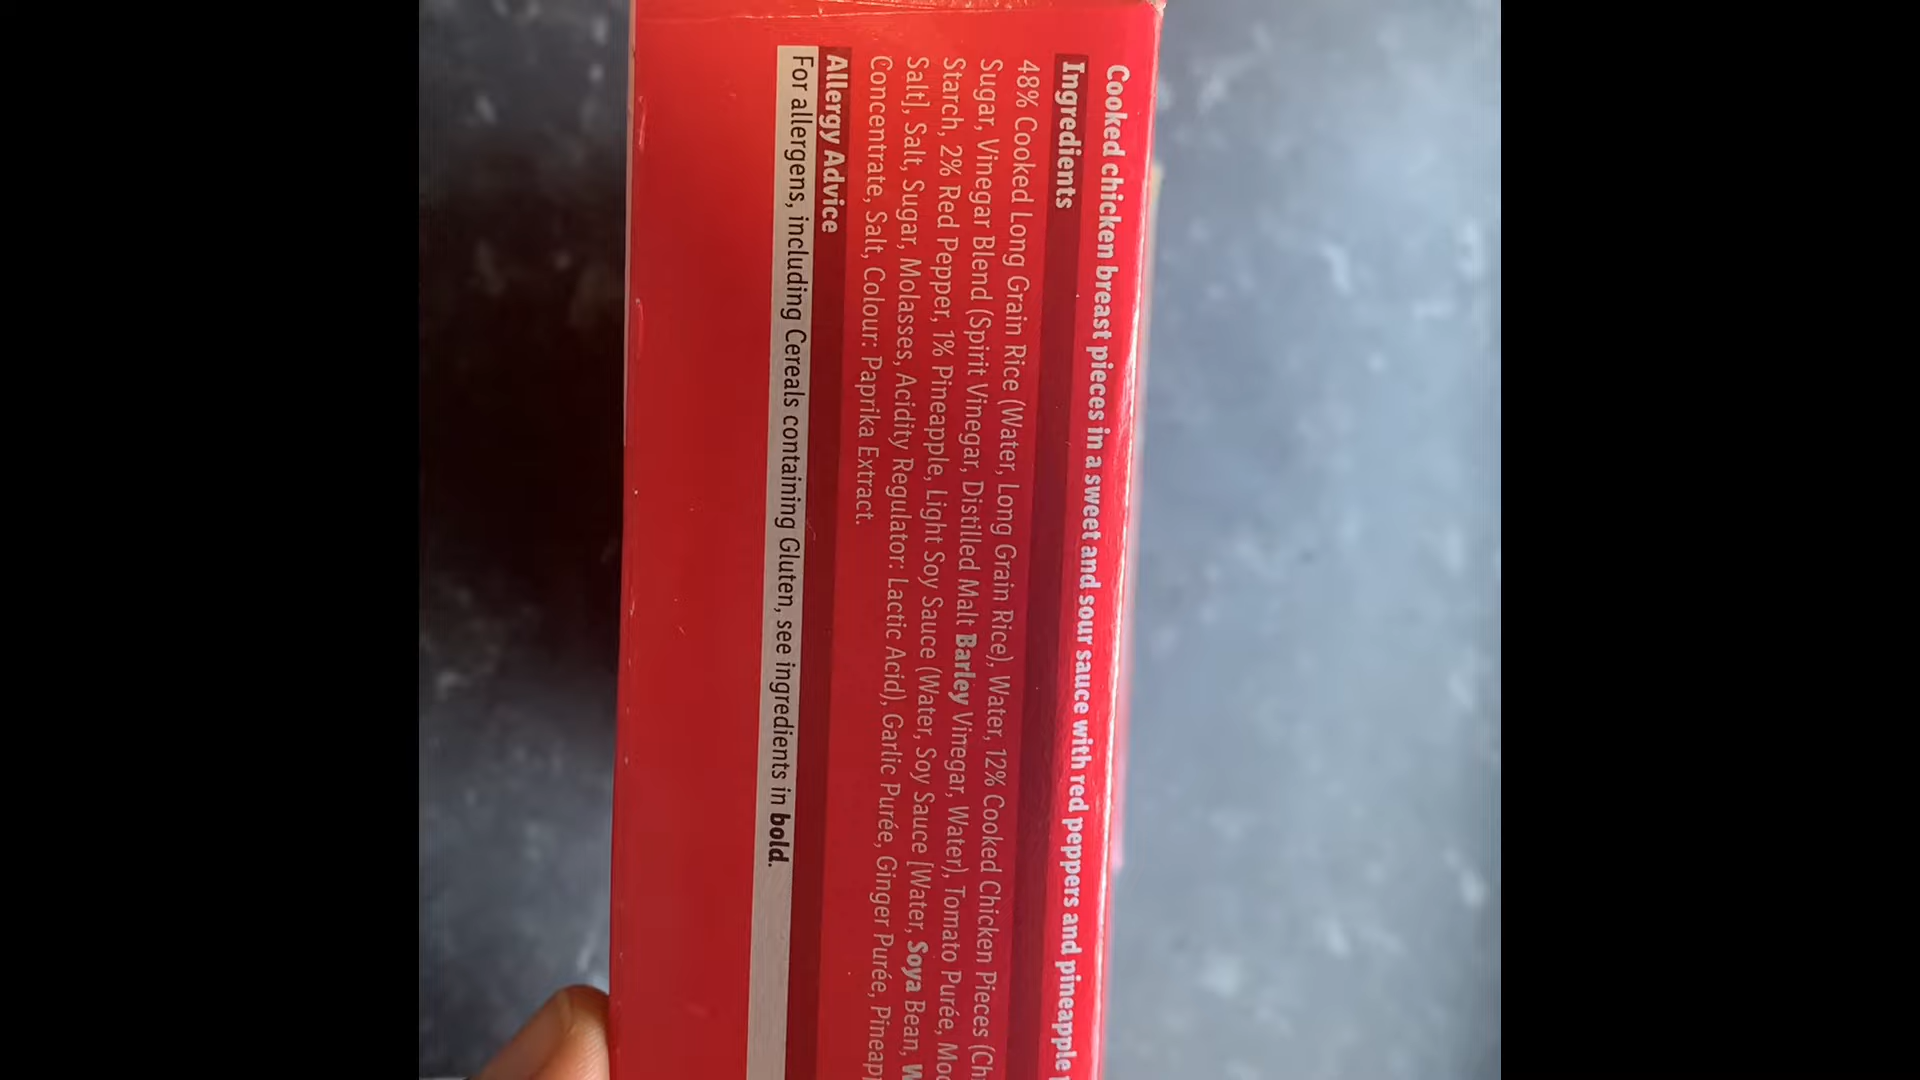 Cooked chicken breast pieces in a sweet and sour sauce with red peppers and pineapple
Ingredients
48% Cooked Long Grain Rice (Water, Long Grain Rice), Water, 12% Cooked Chicken Pieces
Sugar, Vinegar Blend (Spirit Vinegar, Distilled Malt Barley Vinegar, Water), Tomato Purée,
Starch, 2% Red Pepper, 1% Pineapple, Light Soy Sauce (Water, Soy Sauce [Water, Soya Bean,
Salt], Salt, Sugar, Molasses, Acidity Regulator: Lactic Acid), Garlic Purée, Ginger Purée,
Concentrate, Salt, Colour: Paprika Extract.
Allergy Advice
For allergens, including Cereals containing Gluten, see ingredients in bold.